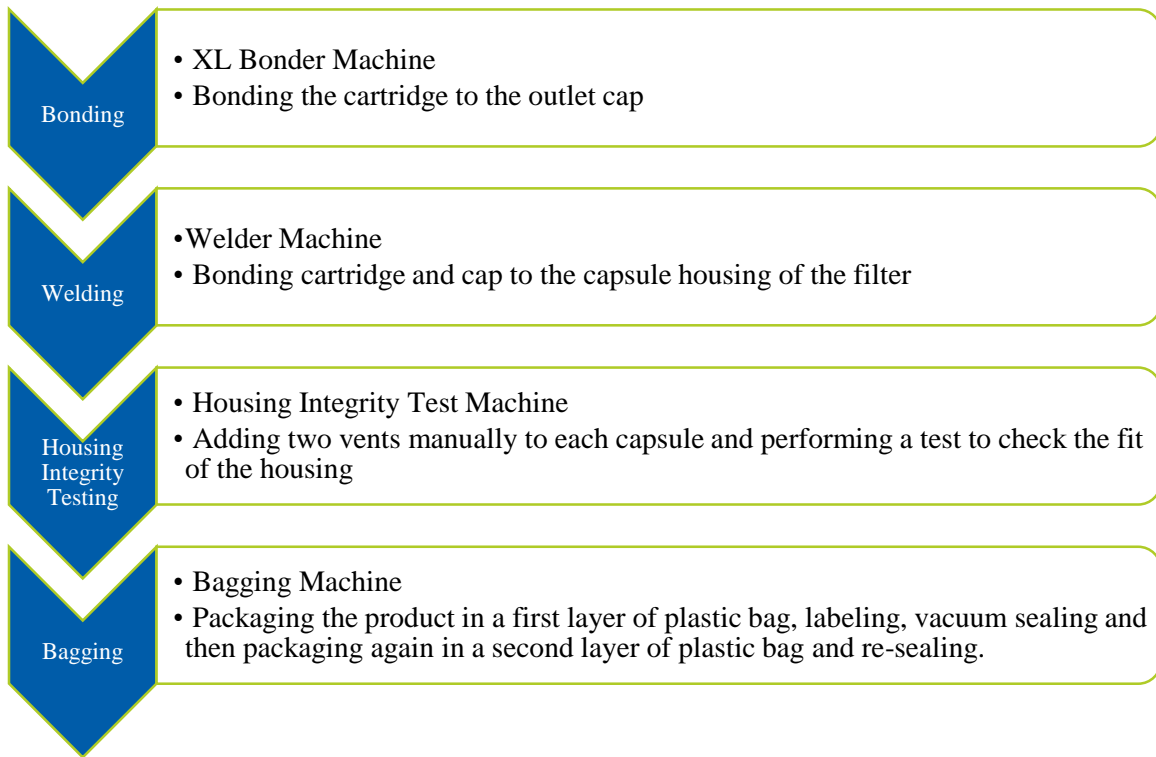 Bonding
• XL Bonder Machine
• Bonding the cartridge to the outlet cap
Welding
•Welder Machine
• Bonding cartridge and cap to the capsule housing of the filter
Housing
Integrity
Testing
• Housing Integrity Test Machine
• Adding two vents manually to each capsule and performing a test to check the fit
of the housing
Bagging
• Bagging Machine
• Packaging the product in a first layer of plastic bag, labeling, vacuum sealing and
then packaging again in a second layer of plastic bag and re-sealing.